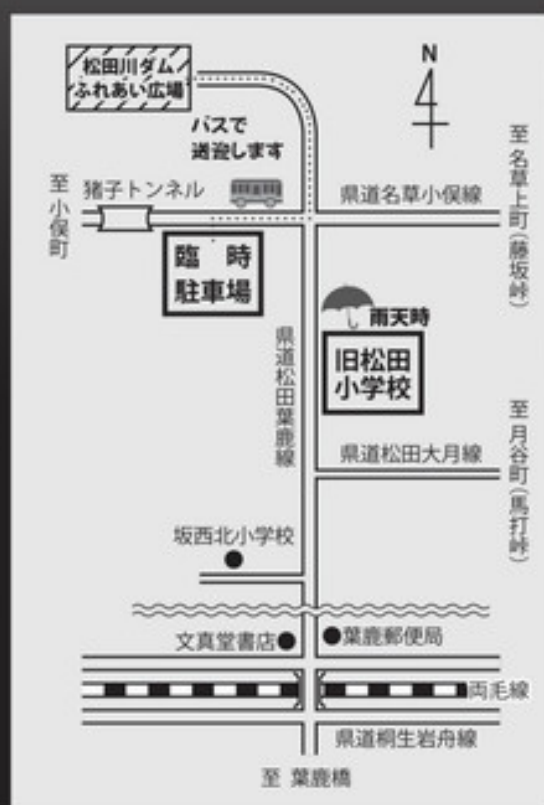 松田川ダム
ふれあい広場
N
バスで
送迎します
至 名草上町(藤坂峠)
至 小俣町
猪子トンネル
県道名草小俣線
臨 時
駐車場
雨天時
旧松田
小学校
県道松田葉鹿線
至 月谷町(馬打峠)
県道松田大月線
坂西北小学校
文真堂書店
葉鹿郵便局
両毛線
県道桐生岩舟線
至 葉鹿橋